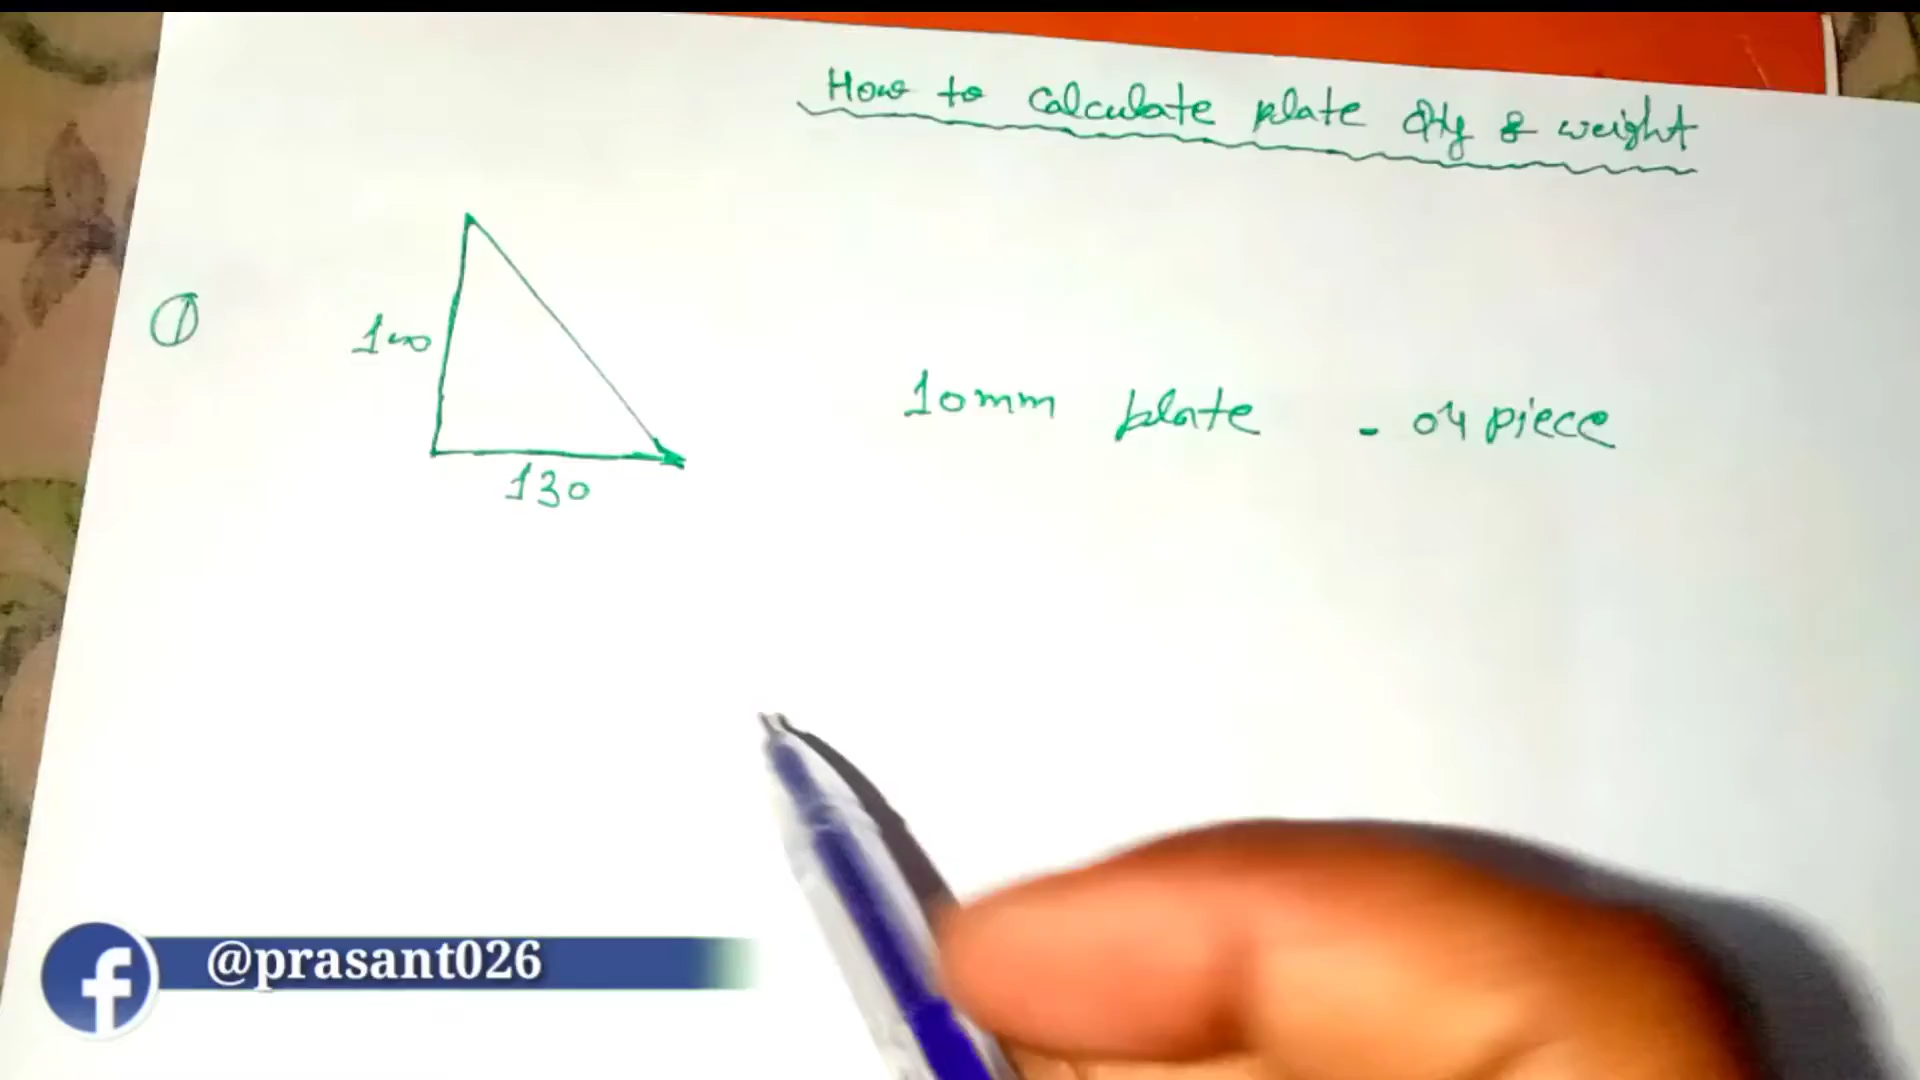 How to calculate plate Qty & weight
①
100
130
10mm plate - 04 piece
@prasant026